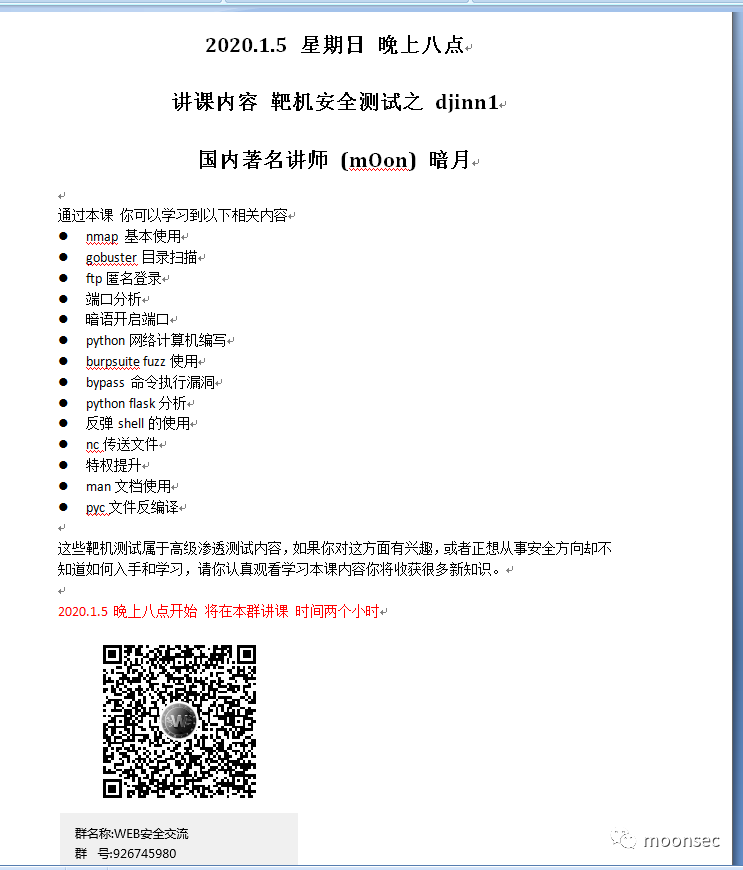 2020.1.5 星期日 晚上八点
讲课内容 靶机安全测试之 djinn1
国内著名讲师 (mOon) 暗月
通过本课 你可以学习到以下相关内容
● nmap 基本使用
● gobuster 目录扫描
● ftp 匿名登录
● 端口分析
● 暗语开启端口
● python 网络计算机编写
● burpsuite fuzz 使用
● bypass 命令执行漏洞
● python flask 分析
● 反弹 shell 的使用
● nc 传送文件
● 特权提升
● man 文档使用
● pyc 文件反编译
这些靶机测试属于高级渗透测试内容，如果你对这方面有兴趣，或者正想从事安全方向却不
知道如何入手和学习，请你认真观看学习本课内容你将收获很多新知识。
2020.1.5 晚上八点开始 将在本群讲课 时间两个小时
群名称:WEB安全交流
群 号:926745980
moonsec